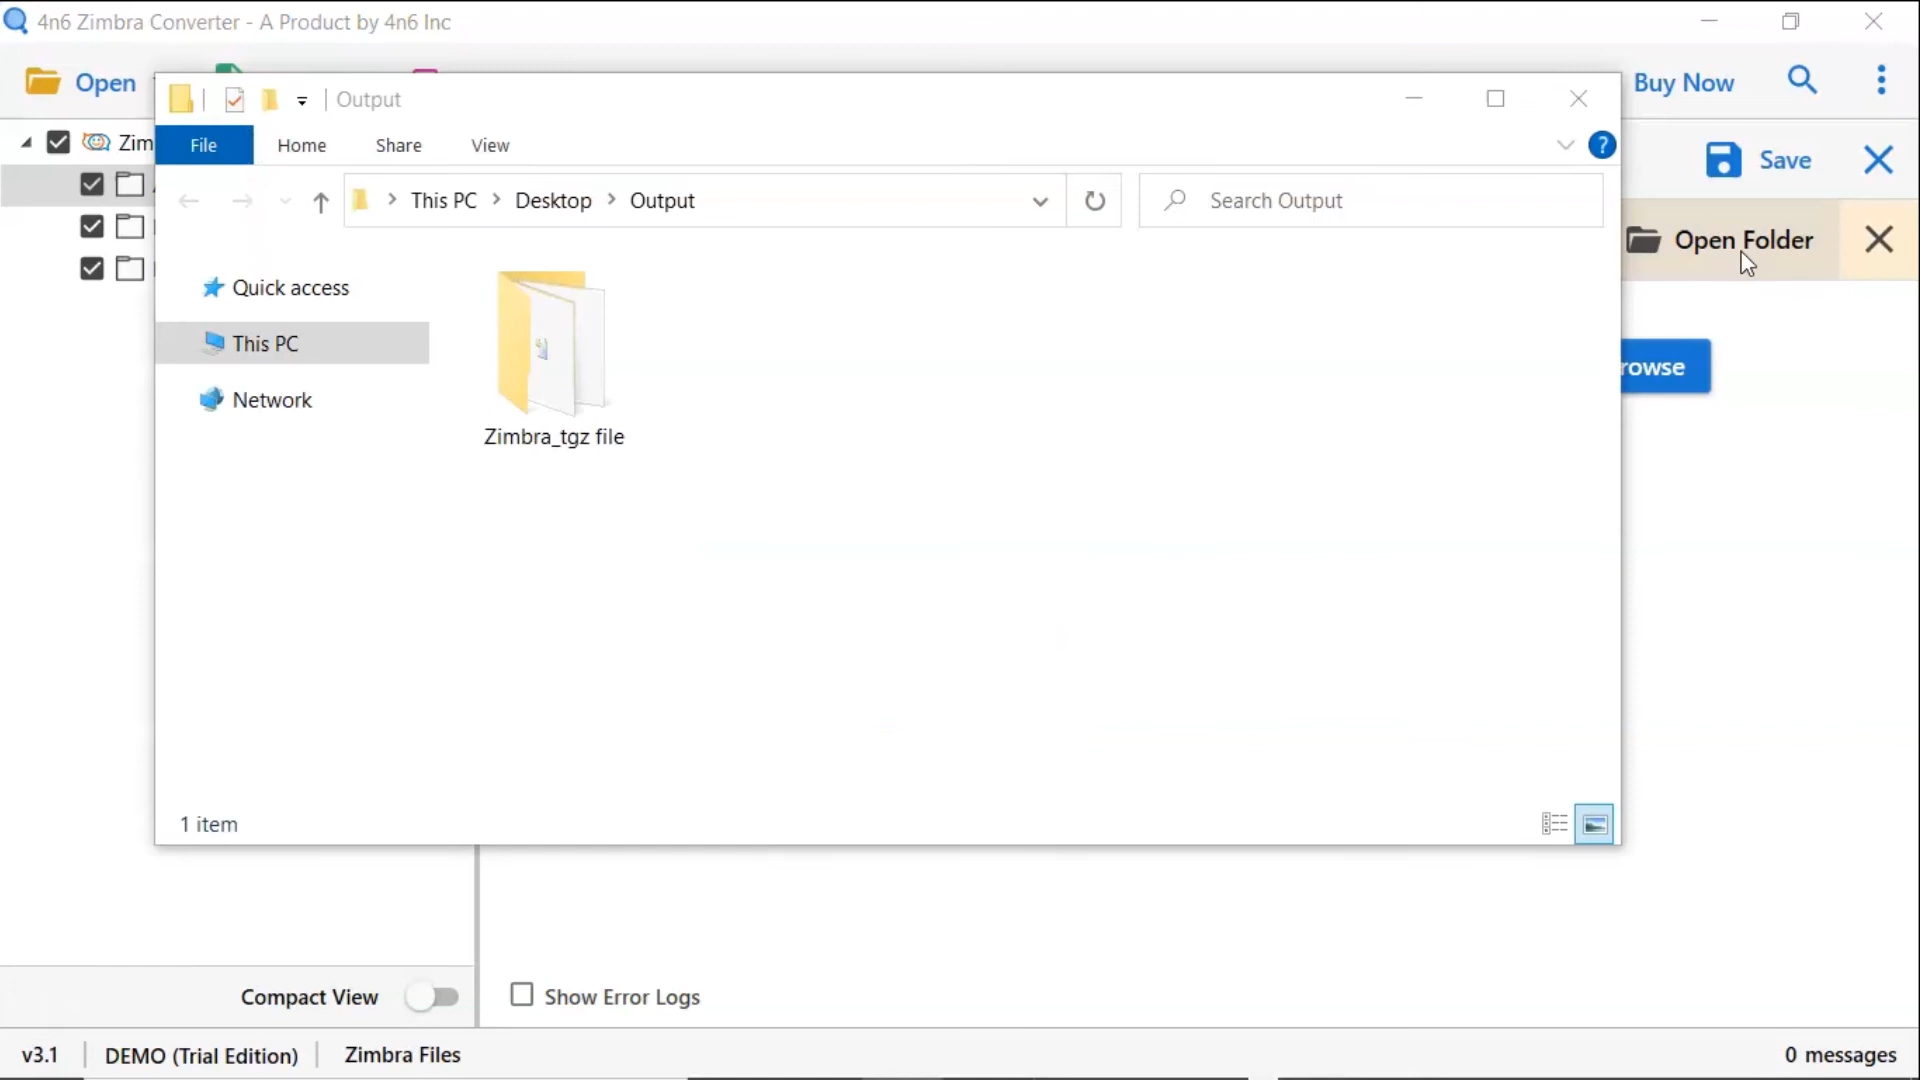 4n6 Zimbra Converter - A Product by 4n6 Inc
Open
Buy Now
Output
File Home Share View
?
Zim
Save
This PC > Desktop > Output
Search Output
Open Folder
Quick access
This PC
Network
rowse
Zimbra_tgz file
1 item
Compact View
Show Error Logs
v3.1 | DEMO (Trial Edition) | Zimbra Files
0 messages